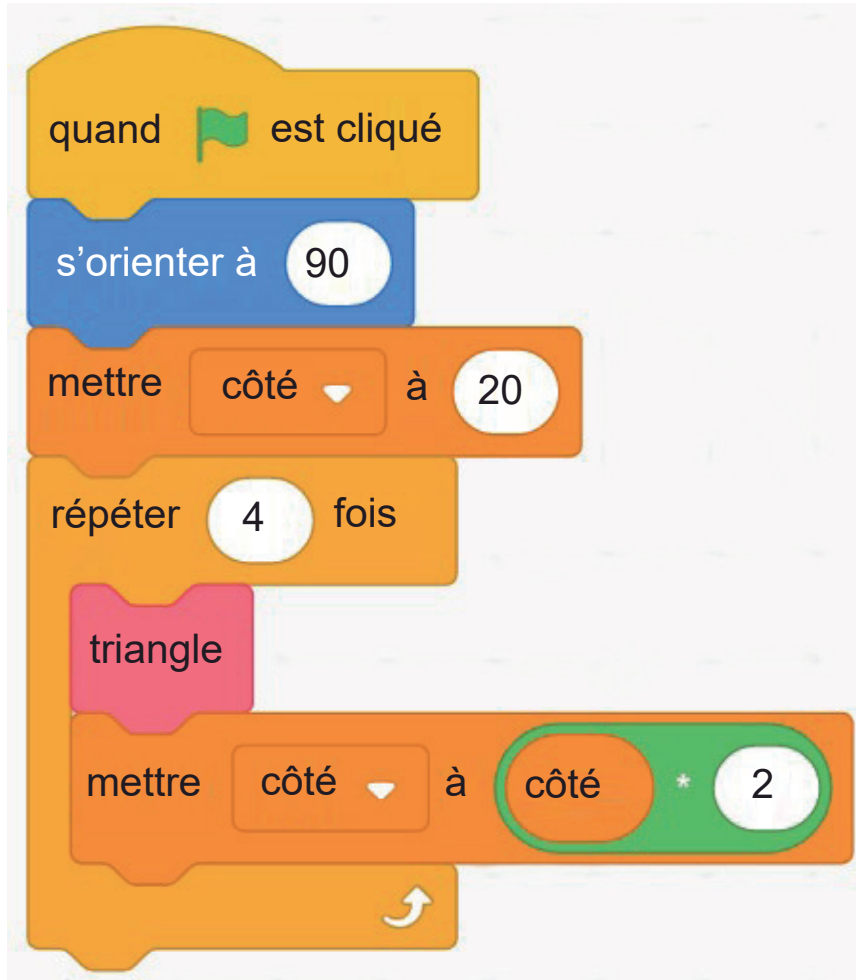 quand est cliqué
s’orienter à 90
mettre côté à 20
répéter 4 fois
triangle
mettre côté à côté * 2